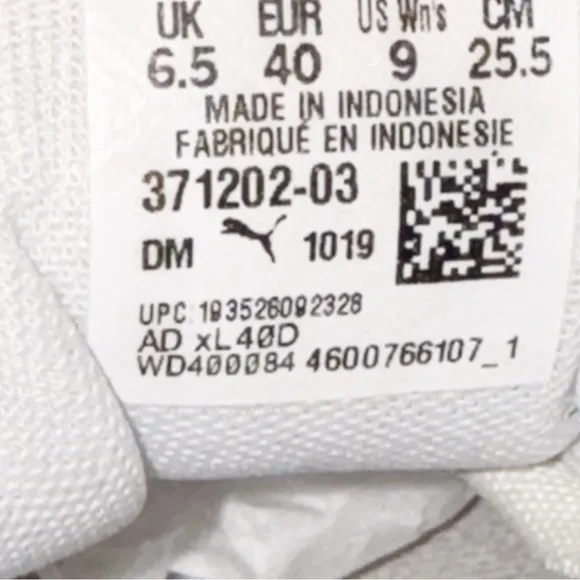 UK EUR US Wn's CM
6.5 40 9 25.5
MADE IN INDONESIA
FABRIQUÉ EN INDONESIE
371202-03
DM 1019
UPC:193526092328
AD xL40D
WD400084 4600766107_1